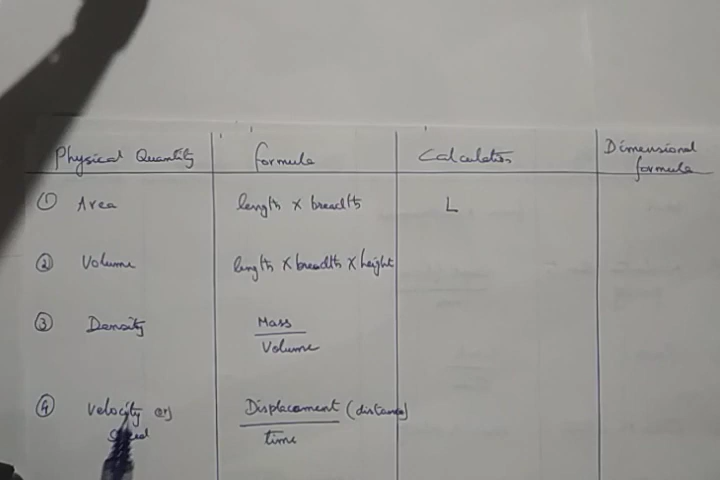 Physical Quantity formula Calculation Dimensional formula
① Area length × breadth L
② Volume length × breadth × height
③ Density Mass / Volume
④ Velocity (or) Speed Displacement (distance) / time